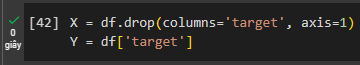 [42] X = df.drop(columns='target', axis=1)
Y = df['target']
0
giây